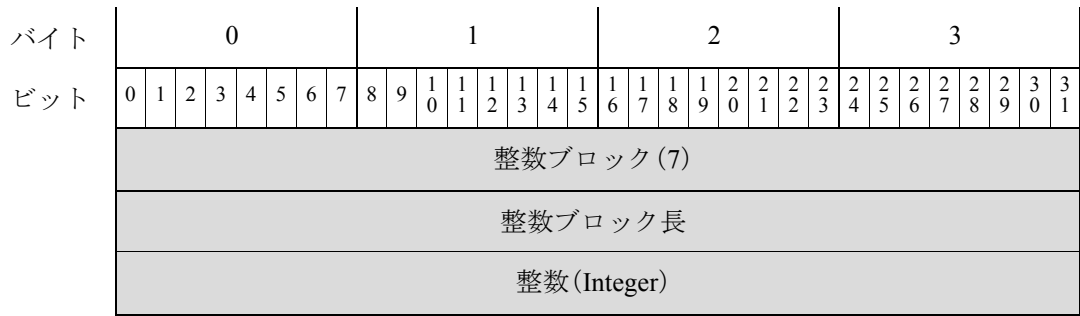 バイト 0 1 2 3
ビット 0 1 2 3 4 5 6 7 8 9 10 11 12 13 14 15 16 17 18 19 20 21 22 23 24 25 26 27 28 29 30 31
整数ブロック(7)
整数ブロック長
整数(Integer)